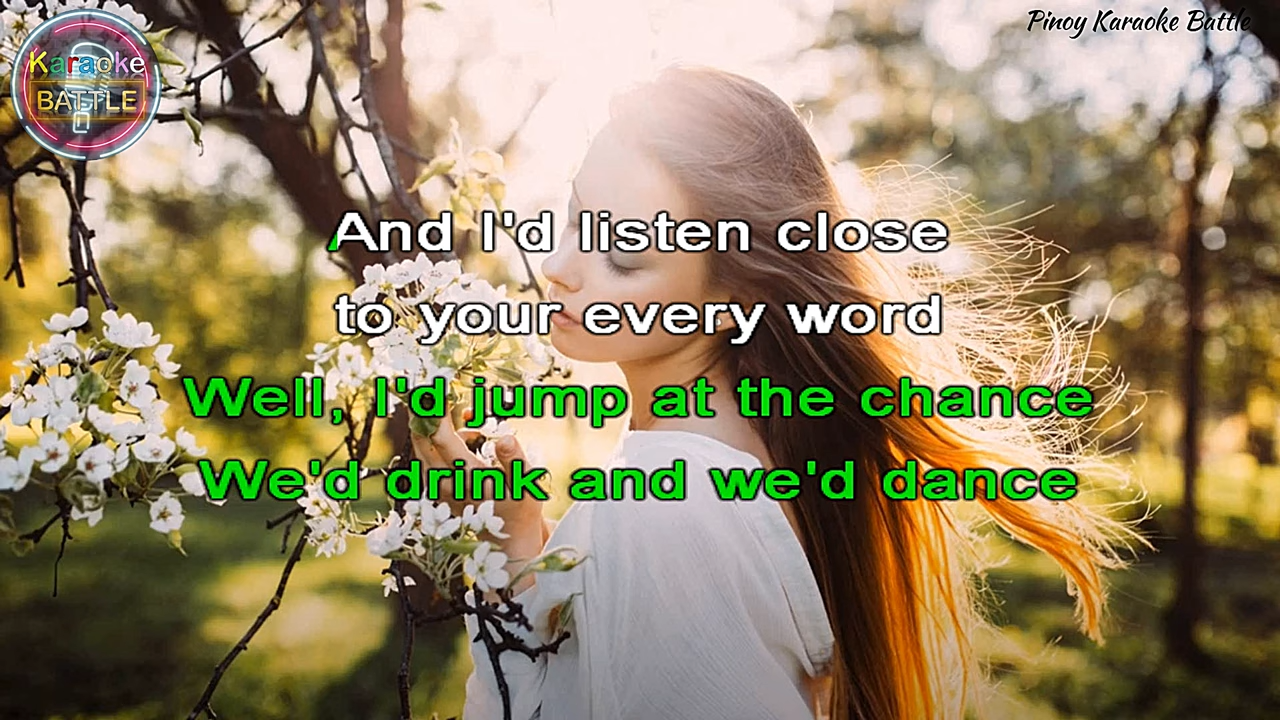 Karaoke
BATTLE
Pinoy Karaoke Battle
And I'd listen close
to your every word
Well, I'd jump at the chance
We'd drink and we'd dance